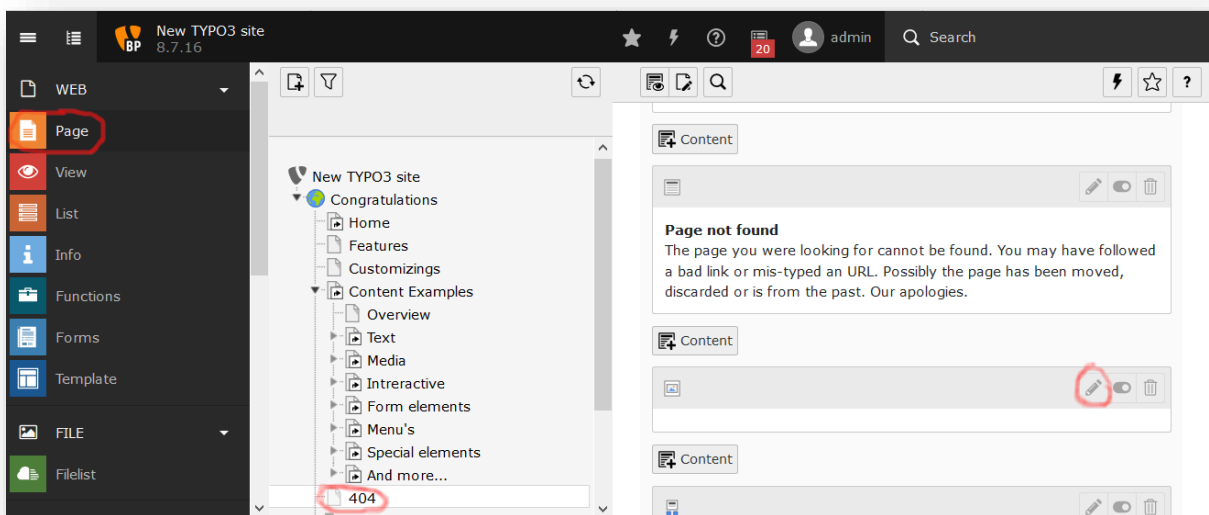 New TYPO3 site
BP
8.7.16
20
admin
Search
WEB
Page
View
List
Info
Functions
Forms
Template
FILE
Filelist
New TYPO3 site
Congratulations
Home
Features
Customizings
Content Examples
Overview
Text
Media
Intreractive
Form elements
Menu's
Special elements
And more...
404
?
Content
Page not found
The page you were looking for cannot be found. You may have followed
a bad link or mis-typed an URL. Possibly the page has been moved,
discarded or is from the past. Our apologies.
Content
Content